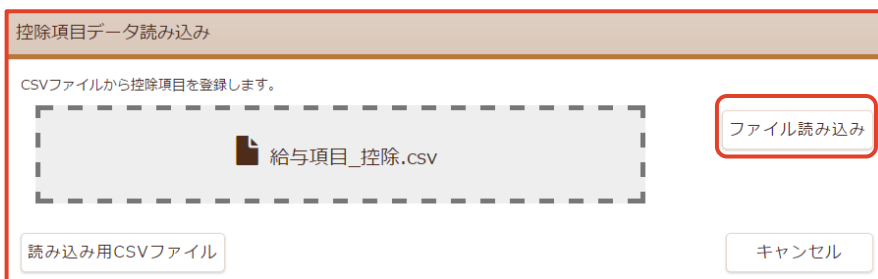 控除項目データ読み込み
CSVファイルから控除項目を登録します。
給与項目_控除.csv
ファイル読み込み
読み込み用CSVファイル
キャンセル